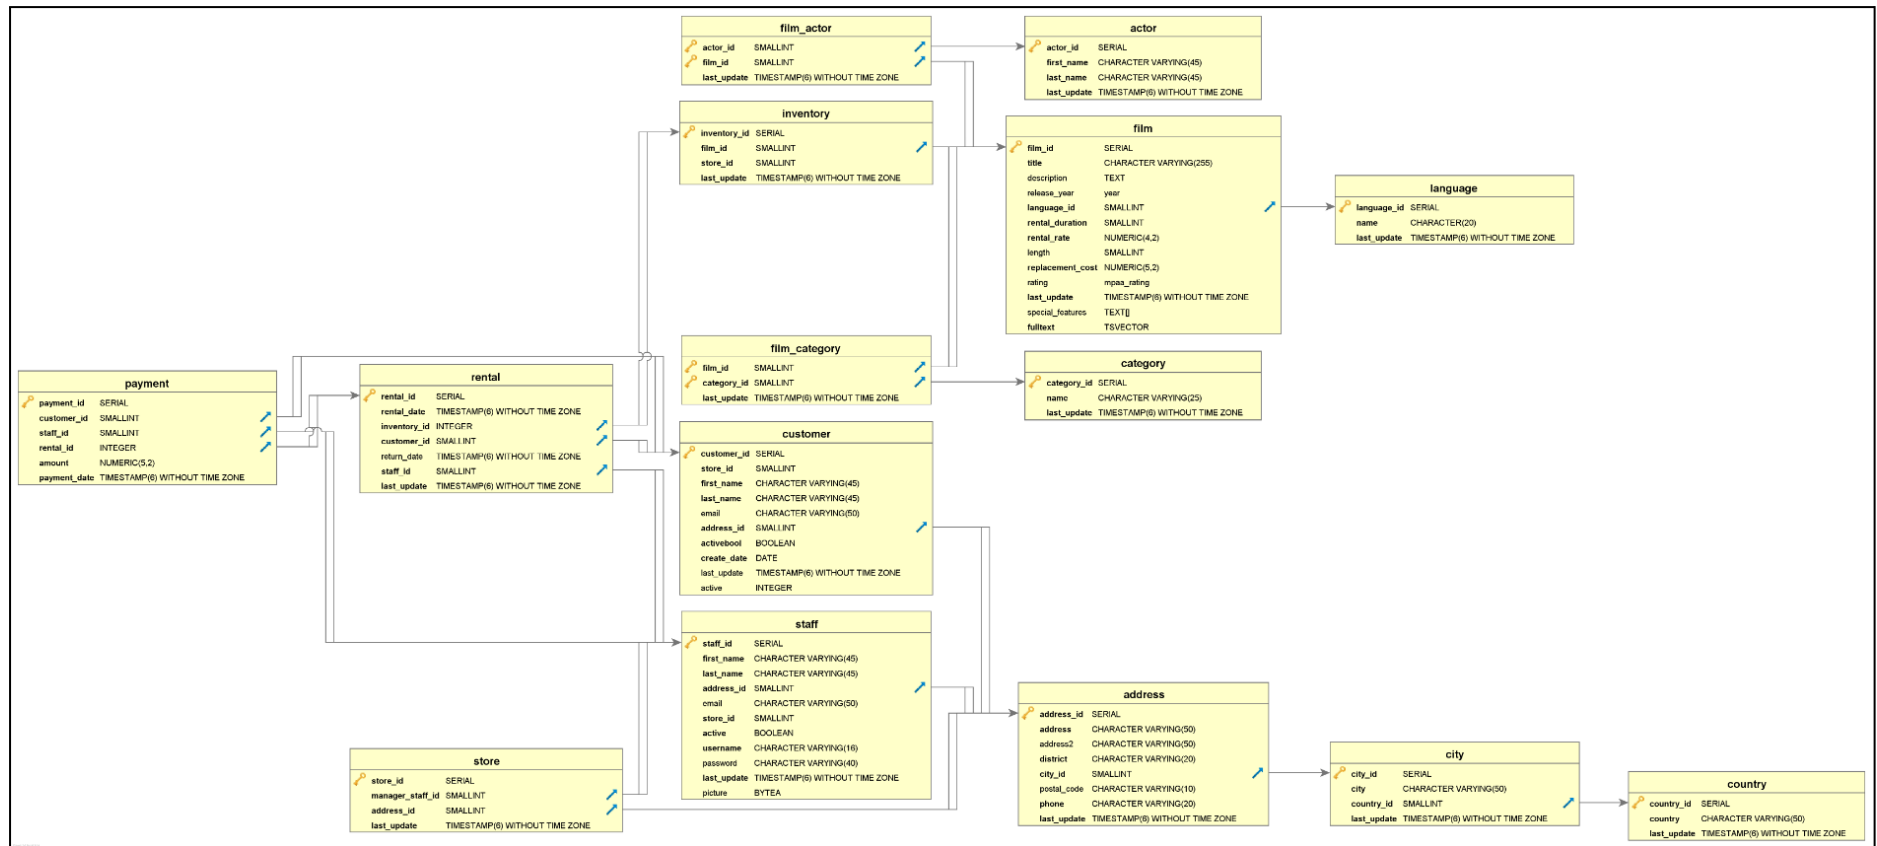 film_actor
actor_id SMALLINT
film_id SMALLINT
last_update TIMESTAMP(6) WITHOUT TIME ZONE
actor
actor_id SERIAL
first_name CHARACTER VARYING(45)
last_name CHARACTER VARYING(45)
last_update TIMESTAMP(6) WITHOUT TIME ZONE
inventory
inventory_id SERIAL
film_id SMALLINT
store_id SMALLINT
last_update TIMESTAMP(6) WITHOUT TIME ZONE
film
film_id SERIAL
title CHARACTER VARYING(255)
description TEXT
release_year year
language_id SMALLINT
rental_duration SMALLINT
rental_rate NUMERIC(4,2)
length SMALLINT
replacement_cost NUMERIC(5,2)
rating mpaa_rating
last_update TIMESTAMP(6) WITHOUT TIME ZONE
special_features TEXT[]
fulltext TSVECTOR
language
language_id SERIAL
name CHARACTER(20)
last_update TIMESTAMP(6) WITHOUT TIME ZONE
film_category
film_id SMALLINT
category_id SMALLINT
last_update TIMESTAMP(6) WITHOUT TIME ZONE
category
category_id SERIAL
name CHARACTER VARYING(25)
last_update TIMESTAMP(6) WITHOUT TIME ZONE
payment
payment_id SERIAL
customer_id SMALLINT
staff_id SMALLINT
rental_id INTEGER
amount NUMERIC(5,2)
payment_date TIMESTAMP(6) WITHOUT TIME ZONE
rental
rental_id SERIAL
rental_date TIMESTAMP(6) WITHOUT TIME ZONE
inventory_id INTEGER
customer_id SMALLINT
return_date TIMESTAMP(6) WITHOUT TIME ZONE
staff_id SMALLINT
last_update TIMESTAMP(6) WITHOUT TIME ZONE
customer
customer_id SERIAL
store_id SMALLINT
first_name CHARACTER VARYING(45)
last_name CHARACTER VARYING(45)
email CHARACTER VARYING(50)
address_id SMALLINT
activebool BOOLEAN
create_date DATE
last_update TIMESTAMP(6) WITHOUT TIME ZONE
active INTEGER
staff
staff_id SERIAL
first_name CHARACTER VARYING(45)
last_name CHARACTER VARYING(45)
address_id SMALLINT
email CHARACTER VARYING(50)
store_id SMALLINT
active BOOLEAN
username CHARACTER VARYING(16)
password CHARACTER VARYING(40)
last_update TIMESTAMP(6) WITHOUT TIME ZONE
picture BYTEA
store
store_id SERIAL
manager_staff_id SMALLINT
address_id SMALLINT
last_update TIMESTAMP(6) WITHOUT TIME ZONE
address
address_id SERIAL
address CHARACTER VARYING(50)
address2 CHARACTER VARYING(50)
district CHARACTER VARYING(20)
city_id SMALLINT
postal_code CHARACTER VARYING(10)
phone CHARACTER VARYING(20)
last_update TIMESTAMP(6) WITHOUT TIME ZONE
city
city_id SERIAL
city CHARACTER VARYING(50)
country_id SMALLINT
last_update TIMESTAMP(6) WITHOUT TIME ZONE
country
country_id SERIAL
country CHARACTER VARYING(50)
last_update TIMESTAMP(6) WITHOUT TIME ZONE